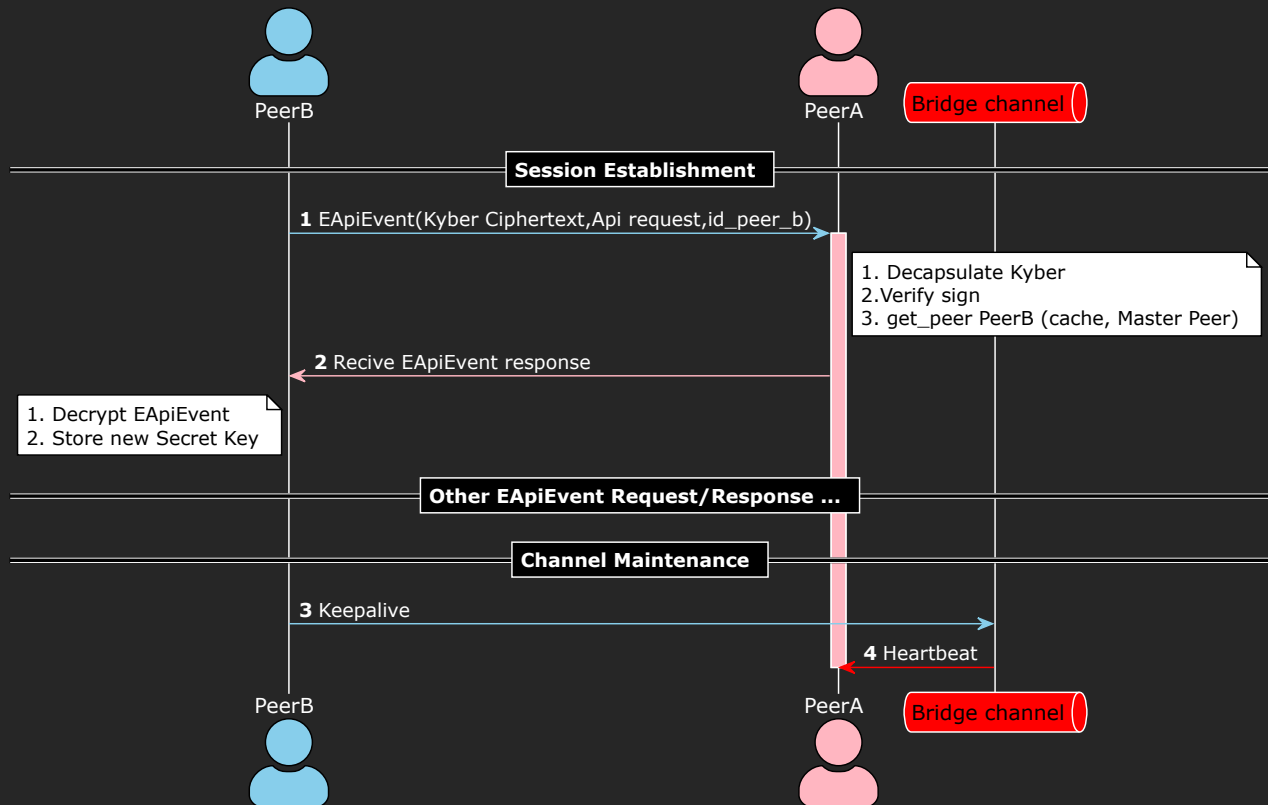 PeerB
PeerA
Bridge channel
Session Establishment
1 EApiEvent(Kyber Ciphertext,Api request,id_peer_b)
1. Decapsulate Kyber
2.Verify sign
3. get_peer PeerB (cache, Master Peer)
2 Recive EApiEvent response
1. Decrypt EApiEvent
2. Store new Secret Key
Other EApiEvent Request/Response ...
Channel Maintenance
3 Keepalive
4 Heartbeat
PeerB
PeerA
Bridge channel